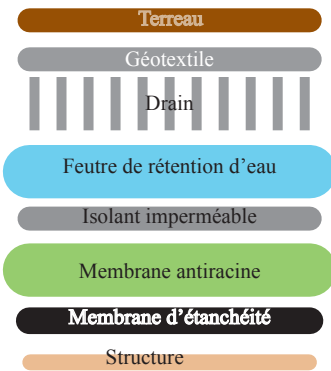 Terreau
Géotextile
Drain
Feutre de rétention d’eau
Isolant imperméable
Membrane antiracine
Membrane d’étanchéité
Structure